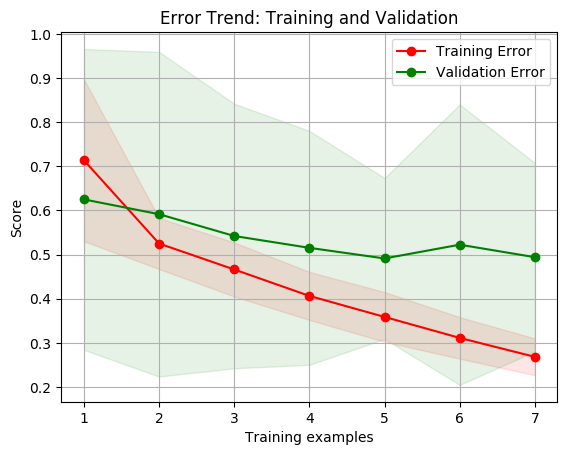 Error Trend: Training and Validation
Training Error
Validation Error
1.0
0.9
0.8
0.7
0.6
0.5
0.4
0.3
0.2
Score
1 2 3 4 5 6 7
Training examples